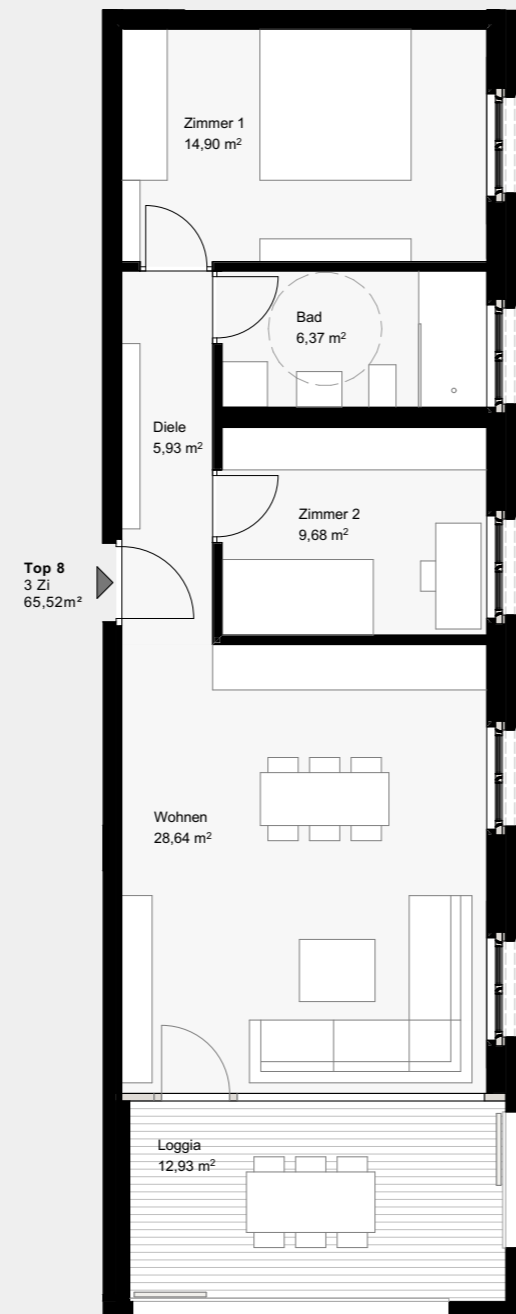 Zimmer 1
14,90 m²
Bad
6,37 m²
Diele
5,93 m²
Zimmer 2
9,68 m²
Top 8
3 Zi
65,52m²
Wohnen
28,64 m²
Loggia
12,93 m²